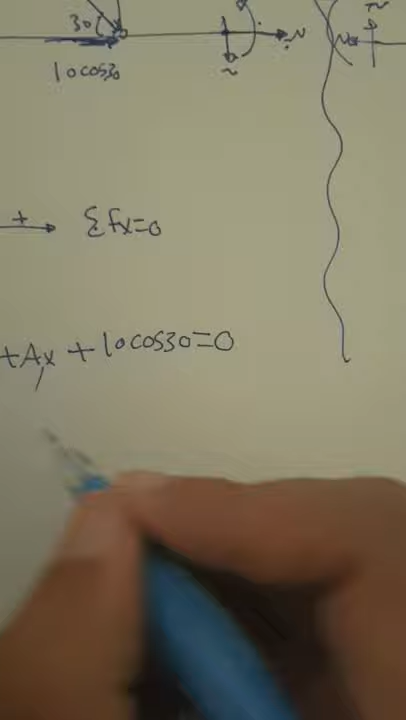 30
N
N
10cos30
~
+ Σfx=0
+Ax + 10cos30=0